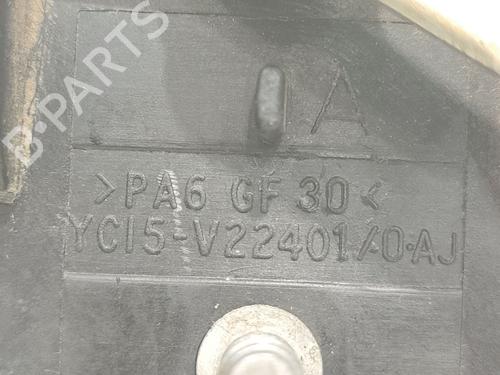 B-PARTS
A
>PA6 GF 30<
YC15-V22401/0·AJ